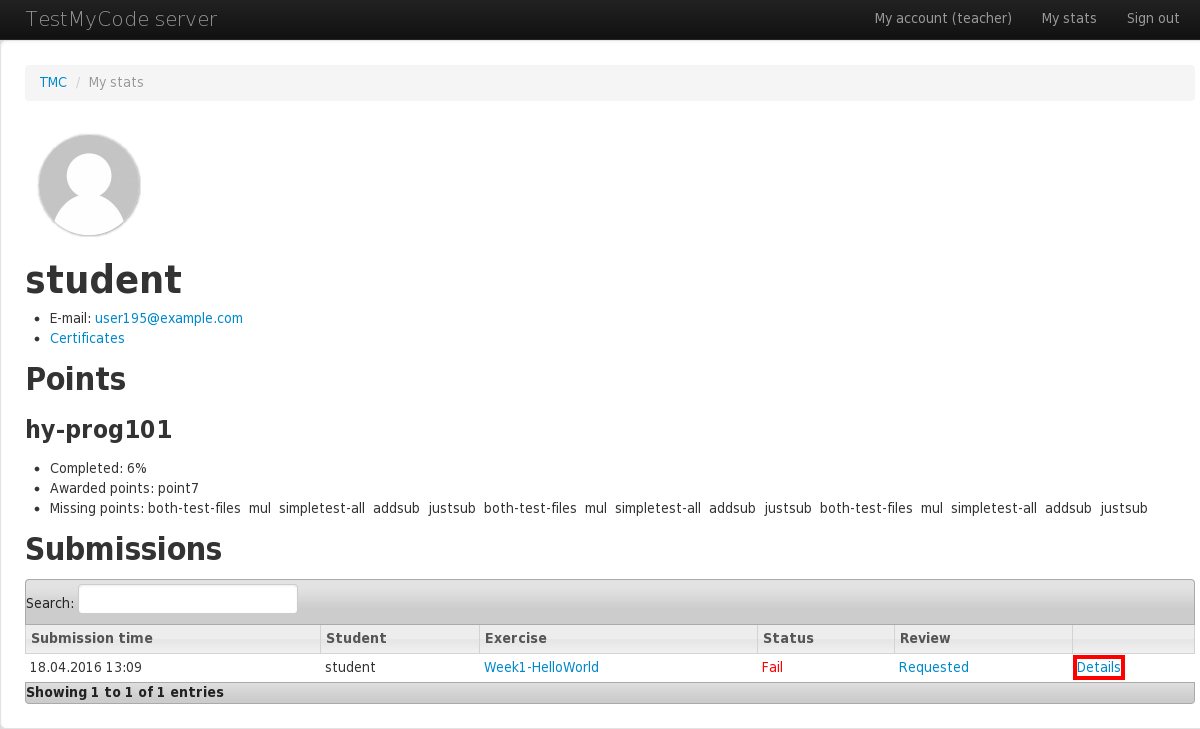 TestMyCode server My account (teacher) My stats Sign out
TMC / My stats
student
• E-mail: user195@example.com
• Certificates
Points
hy-prog101
• Completed: 6%
• Awarded points: point7
• Missing points: both-test-files mul simpletest-all addsub justsub both-test-files mul simpletest-all addsub justsub both-test-files mul simpletest-all addsub justsub
Submissions
Search:
Submission time Student Exercise Status Review
18.04.2016 13:09 student Week1-HelloWorld Fail Requested Details
Showing 1 to 1 of 1 entries